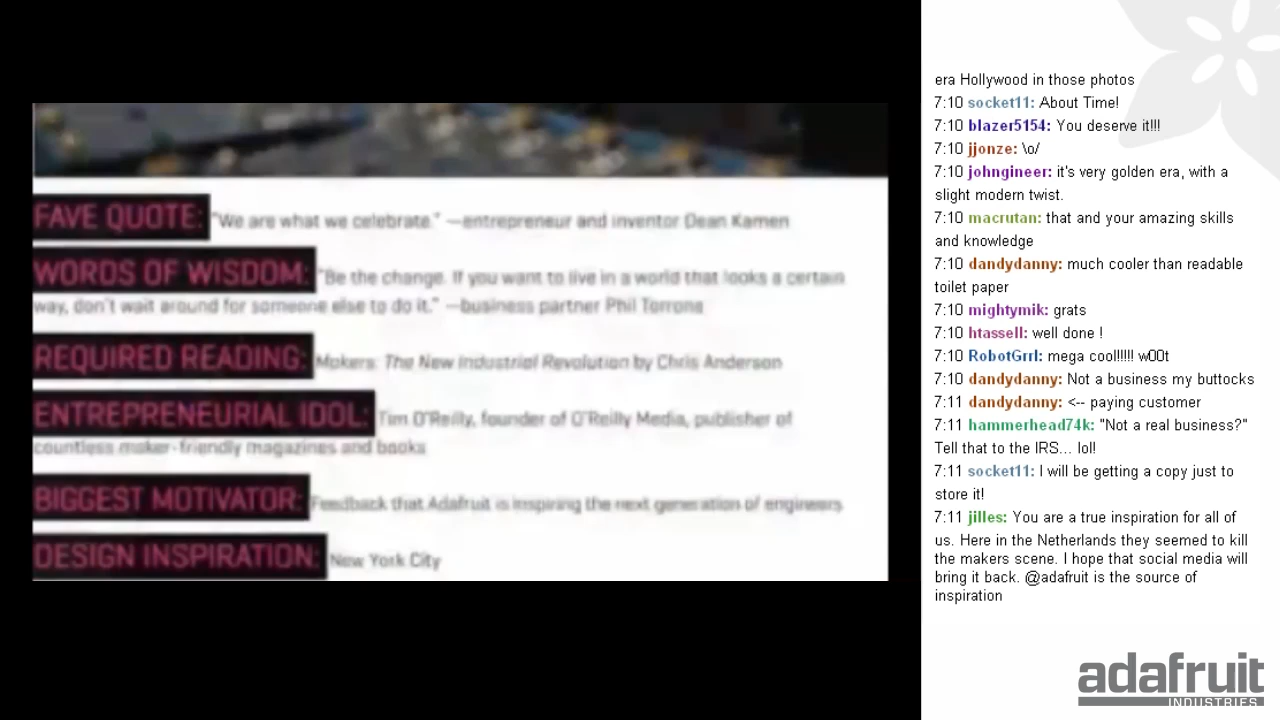 FAVE QUOTE: "We are what we celebrate." —entrepreneur and inventor Dean Kamen
WORDS OF WISDOM: "Be the change. If you want to live in a world that looks a certain
way, don't wait around for someone else to do it." —business partner Phil Torrone
REQUIRED READING: Makers: The New Industrial Revolution by Chris Anderson
ENTREPRENEURIAL IDOL: Tim O'Reilly, founder of O'Reilly Media, publisher of
countless maker-friendly magazines and books
BIGGEST MOTIVATOR: Feedback that Adafruit is inspiring the next generation of engineers
DESIGN INSPIRATION: New York City
era Hollywood in those photos
7:10 socket11: About Time!
7:10 blazer5154: You deserve it!!!
7:10 jjonze: \o/
7:10 johngineer: it's very golden era, with a
slight modern twist.
7:10 macrutan: that and your amazing skills
and knowledge
7:10 dandydanny: much cooler than readable
toilet paper
7:10 mightymik: grats
7:10 htassell: well done !
7:10 RobotGrrl: mega cool!!!!! w00t
7:10 dandydanny: Not a business my buttocks
7:11 dandydanny: <-- paying customer
7:11 hammerhead74k: "Not a real business?"
Tell that to the IRS... lol!
7:11 socket11: I will be getting a copy just to
store it!
7:11 jilles: You are a true inspiration for all of
us. Here in the Netherlands they seemed to kill
the makers scene. I hope that social media will
bring it back. @adafruit is the source of
inspiration
adafruit
INDUSTRIES